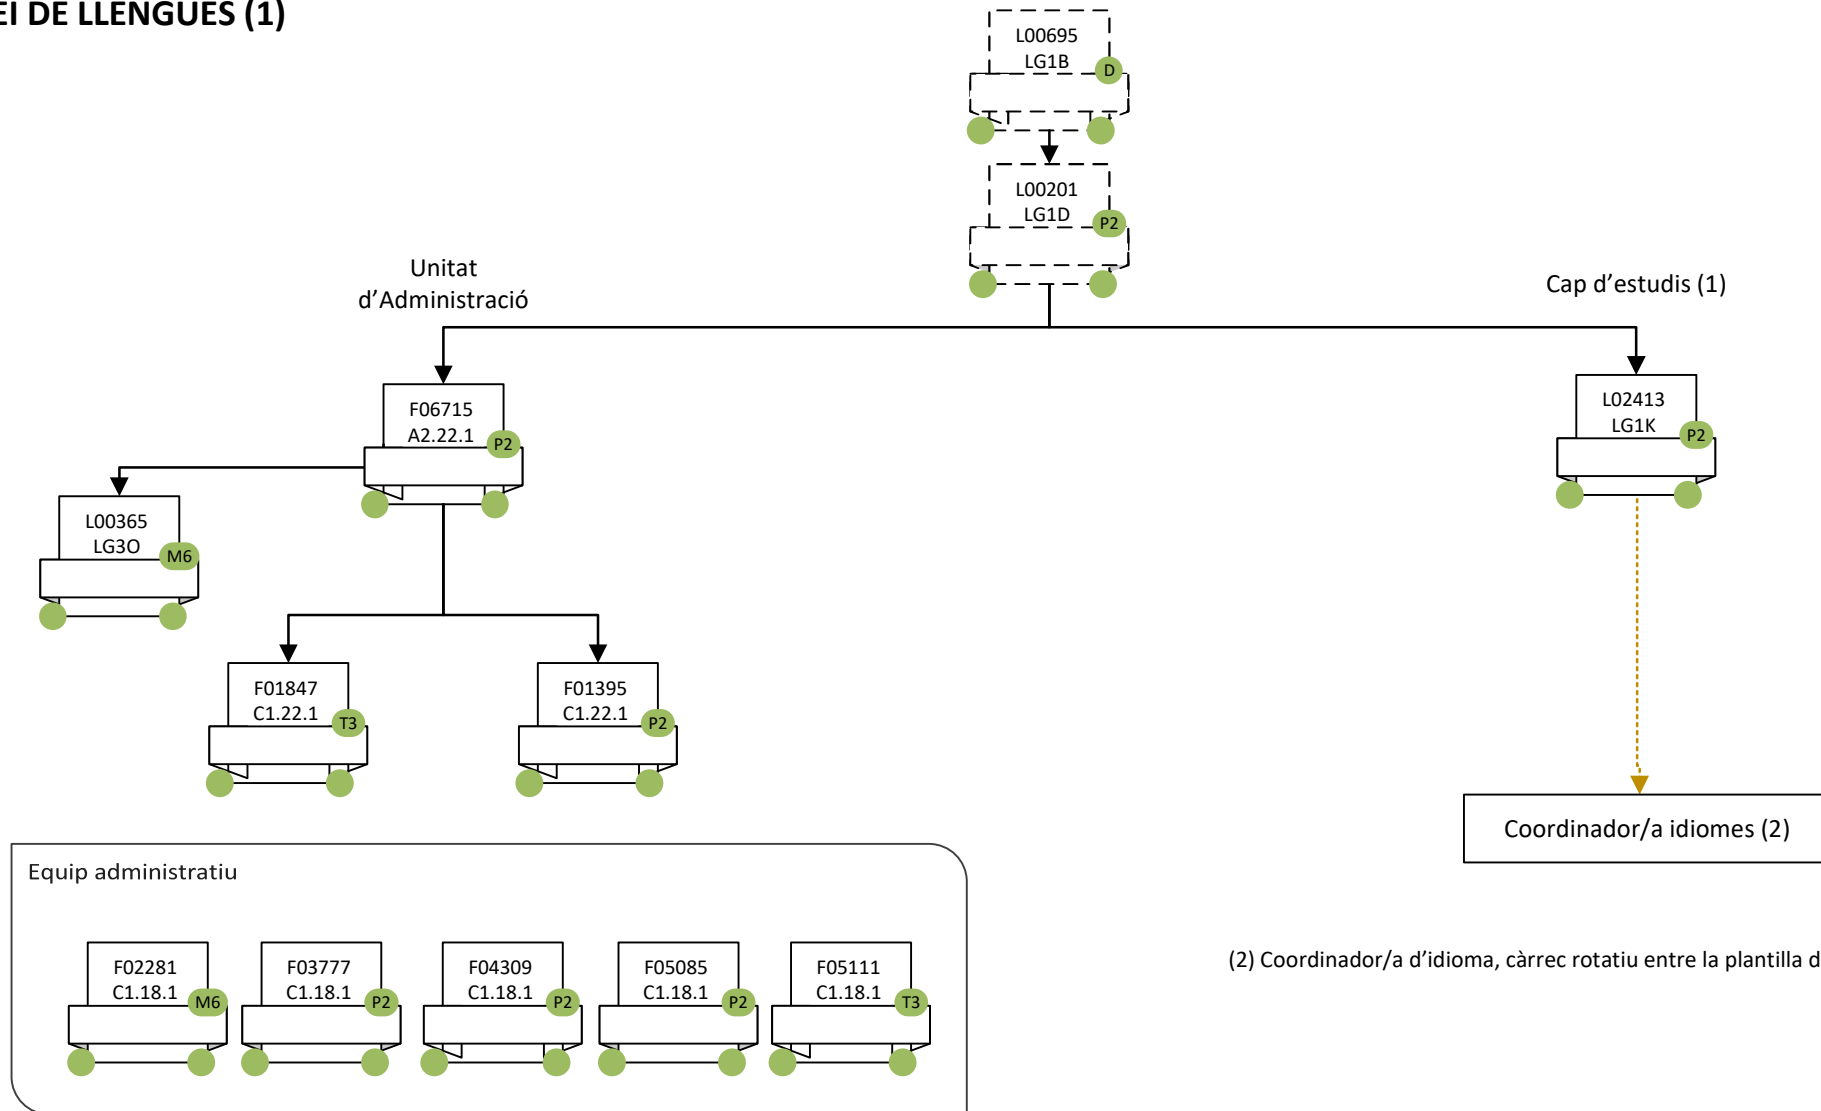 EI DE LLENGÜES (1)
L00695
LG1B
D
L00201
LG1D
P2
Unitat
d’Administració
Cap d’estudis (1)
F06715
A2.22.1
P2
L02413
LG1K
P2
L00365
LG3O
M6
F01847
C1.22.1
T3
F01395
C1.22.1
P2
Coordinador/a idiomes (2)
Equip administratiu
F02281
C1.18.1
M6
F03777
C1.18.1
P2
F04309
C1.18.1
P2
F05085
C1.18.1
P2
F05111
C1.18.1
T3
(2) Coordinador/a d’idioma, càrrec rotatiu entre la plantilla d